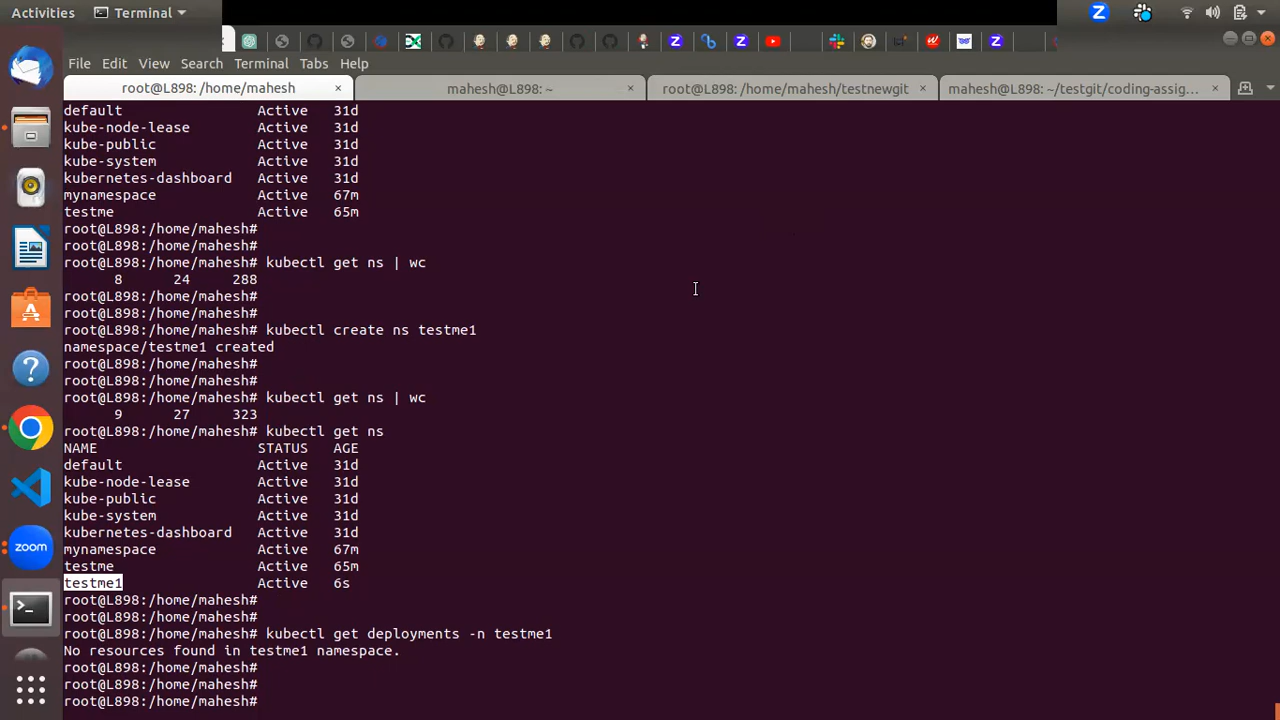 Activities Terminal
File Edit View Search Terminal Tabs Help
root@L898: /home/mahesh × mahesh@L898: ~ × root@L898: /home/mahesh/testnewgit × mahesh@L898: ~/testgit/coding-assig... ×
default Active 31d
kube-node-lease Active 31d
kube-public Active 31d
kube-system Active 31d
kubernetes-dashboard Active 31d
mynamespace Active 67m
testme Active 65m
root@L898:/home/mahesh#
root@L898:/home/mahesh#
root@L898:/home/mahesh# kubectl get ns | wc
8 24 288
root@L898:/home/mahesh#
root@L898:/home/mahesh#
root@L898:/home/mahesh# kubectl create ns testme1
namespace/testme1 created
root@L898:/home/mahesh#
root@L898:/home/mahesh#
root@L898:/home/mahesh# kubectl get ns | wc
9 27 323
root@L898:/home/mahesh# kubectl get ns
NAME STATUS AGE
default Active 31d
kube-node-lease Active 31d
kube-public Active 31d
kube-system Active 31d
kubernetes-dashboard Active 31d
mynamespace Active 67m
testme Active 65m
testme1 Active 6s
root@L898:/home/mahesh#
root@L898:/home/mahesh#
root@L898:/home/mahesh# kubectl get deployments -n testme1
No resources found in testme1 namespace.
root@L898:/home/mahesh#
root@L898:/home/mahesh#
root@L898:/home/mahesh#
zoom